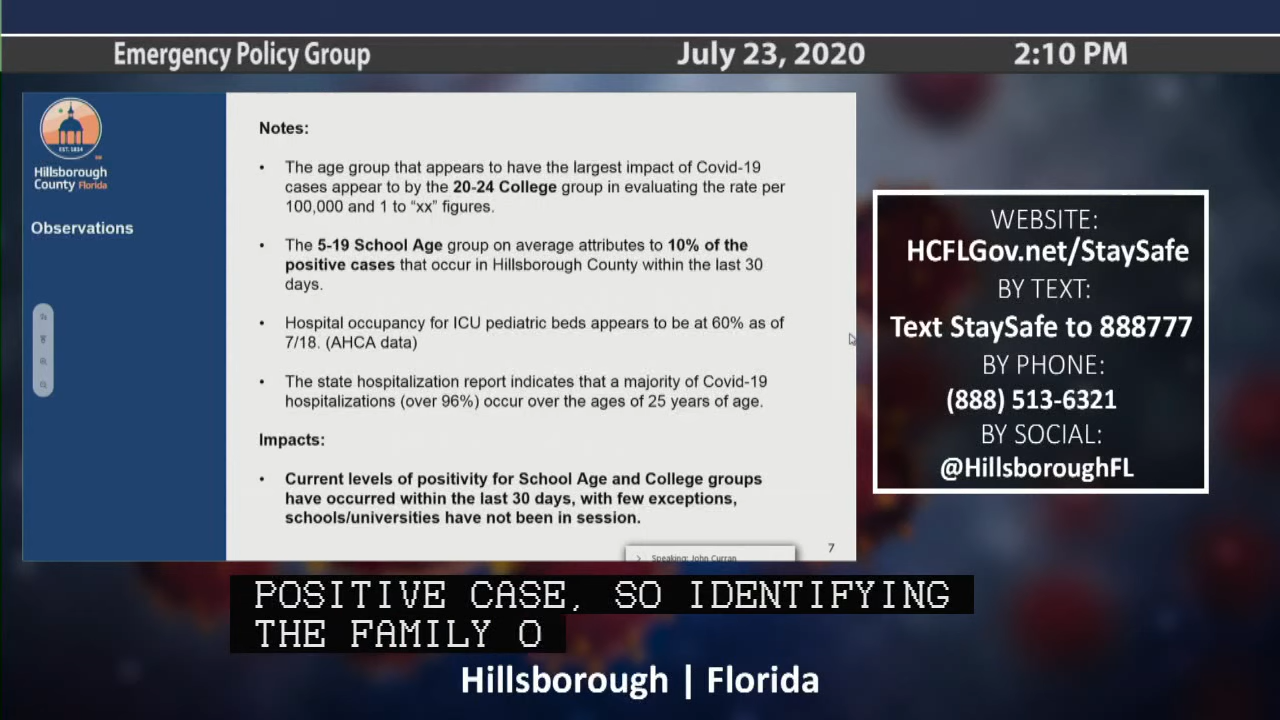 Emergency Policy Group July 23, 2020 2:10 PM
EST. 1834
Hillsborough
County Florida
Observations
Notes:
• The age group that appears to have the largest impact of Covid-19
cases appear to by the 20-24 College group in evaluating the rate per
100,000 and 1 to “xx” figures.
• The 5-19 School Age group on average attributes to 10% of the
positive cases that occur in Hillsborough County within the last 30
days.
• Hospital occupancy for ICU pediatric beds appears to be at 60% as of
7/18. (AHCA data)
• The state hospitalization report indicates that a majority of Covid-19
hospitalizations (over 96%) occur over the ages of 25 years of age.
Impacts:
• Current levels of positivity for School Age and College groups
have occurred within the last 30 days, with few exceptions,
schools/universities have not been in session.
7
Speaking: John Curran
WEBSITE:
HCFLGov.net/StaySafe
BY TEXT:
Text StaySafe to 888777
BY PHONE:
(888) 513-6321
BY SOCIAL:
@HillsboroughFL
POSITIVE CASE, SO IDENTIFYING
THE FAMILY O
Hillsborough | Florida